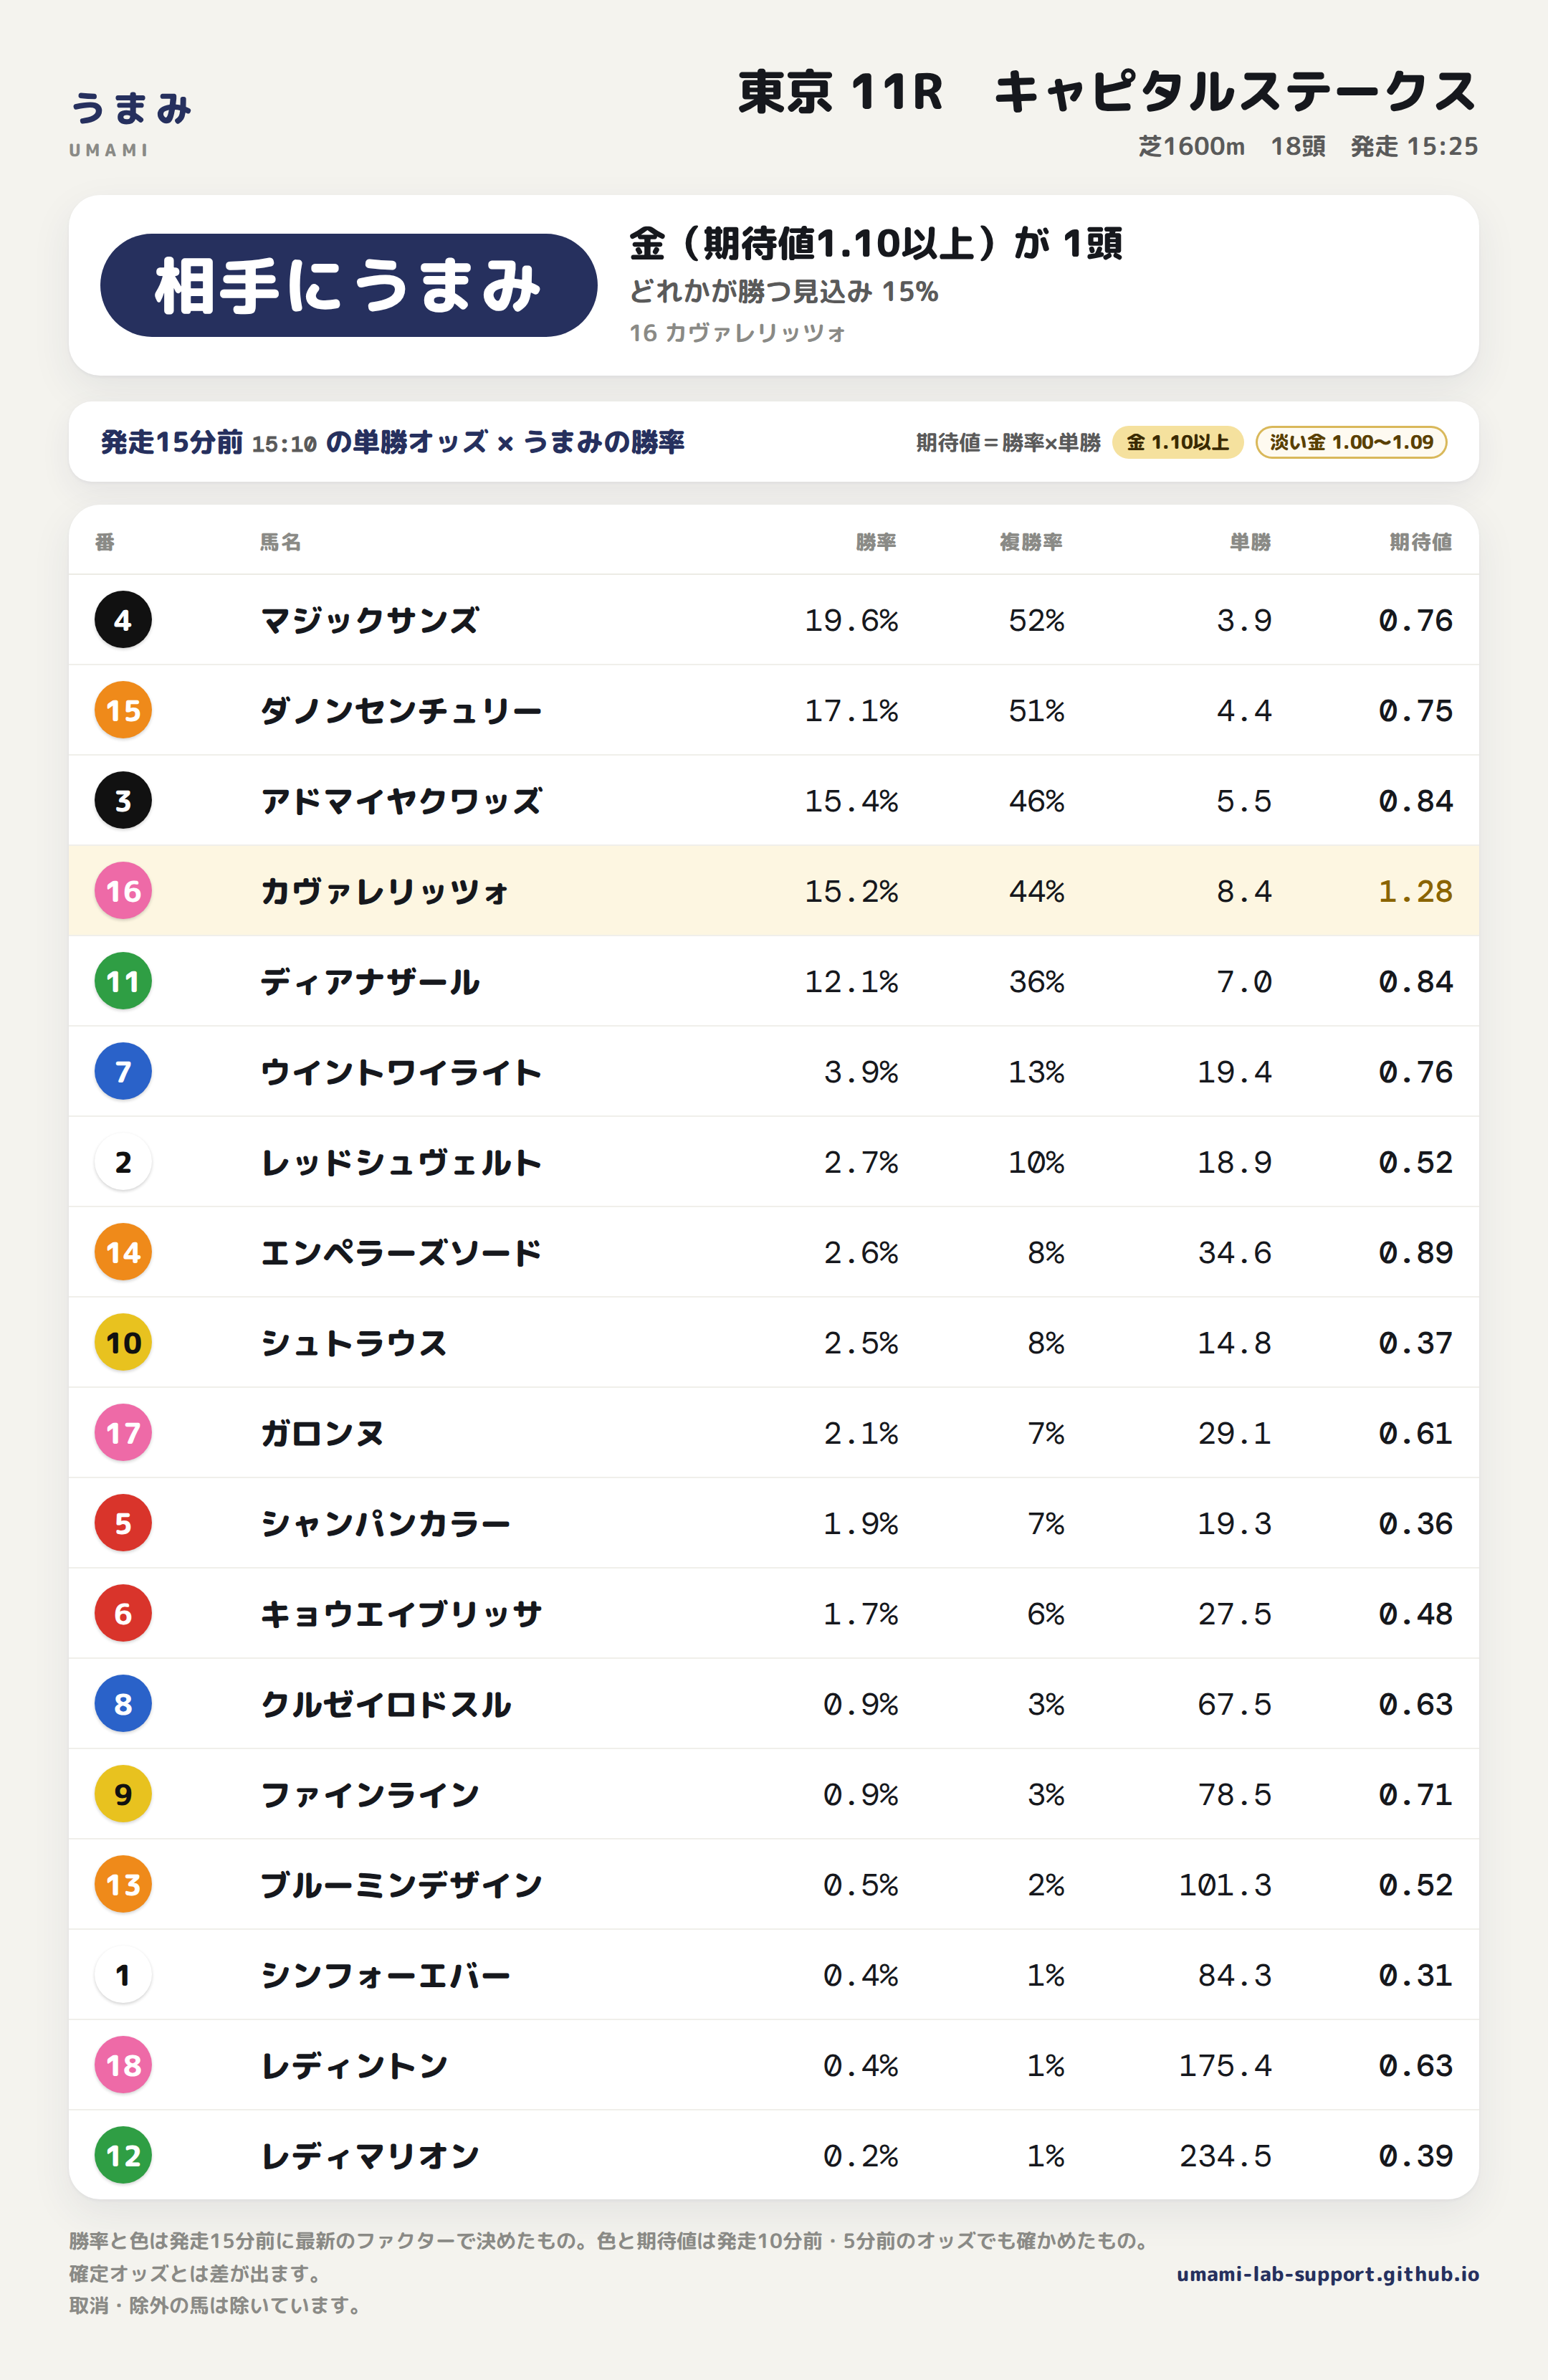 うまみ
UMAMI
東京 11R　キャピタルステークス
芝1600m　18頭　発走 15:25
相手にうまみ
金（期待値1.10以上）が 1頭
どれかが勝つ見込み 15%
16 カヴァレリッツォ
発走15分前 15:10 の単勝オッズ × うまみの勝率
期待値＝勝率×単勝 金 1.10以上 淡い金 1.00〜1.09
番 馬名 勝率 複勝率 単勝 期待値
4 マジックサンズ 19.6% 52% 3.9 0.76
15 ダノンセンチュリー 17.1% 51% 4.4 0.75
3 アドマイヤクワッズ 15.4% 46% 5.5 0.84
16 カヴァレリッツォ 15.2% 44% 8.4 1.28
11 ディアナザール 12.1% 36% 7.0 0.84
7 ウイントワイライト 3.9% 13% 19.4 0.76
2 レッドシュヴェルト 2.7% 10% 18.9 0.52
14 エンペラーズソード 2.6% 8% 34.6 0.89
10 シュトラウス 2.5% 8% 14.8 0.37
17 ガロンヌ 2.1% 7% 29.1 0.61
5 シャンパンカラー 1.9% 7% 19.3 0.36
6 キョウエイブリッサ 1.7% 6% 27.5 0.48
8 クルゼイロドスル 0.9% 3% 67.5 0.63
9 ファインライン 0.9% 3% 78.5 0.71
13 ブルーミンデザイン 0.5% 2% 101.3 0.52
1 シンフォーエバー 0.4% 1% 84.3 0.31
18 レディントン 0.4% 1% 175.4 0.63
12 レディマリオン 0.2% 1% 234.5 0.39
勝率と色は発走15分前に最新のファクターで決めたもの。色と期待値は発走10分前・5分前のオッズでも確かめたもの。
確定オッズとは差が出ます。
取消・除外の馬は除いています。
umami-lab-support.github.io